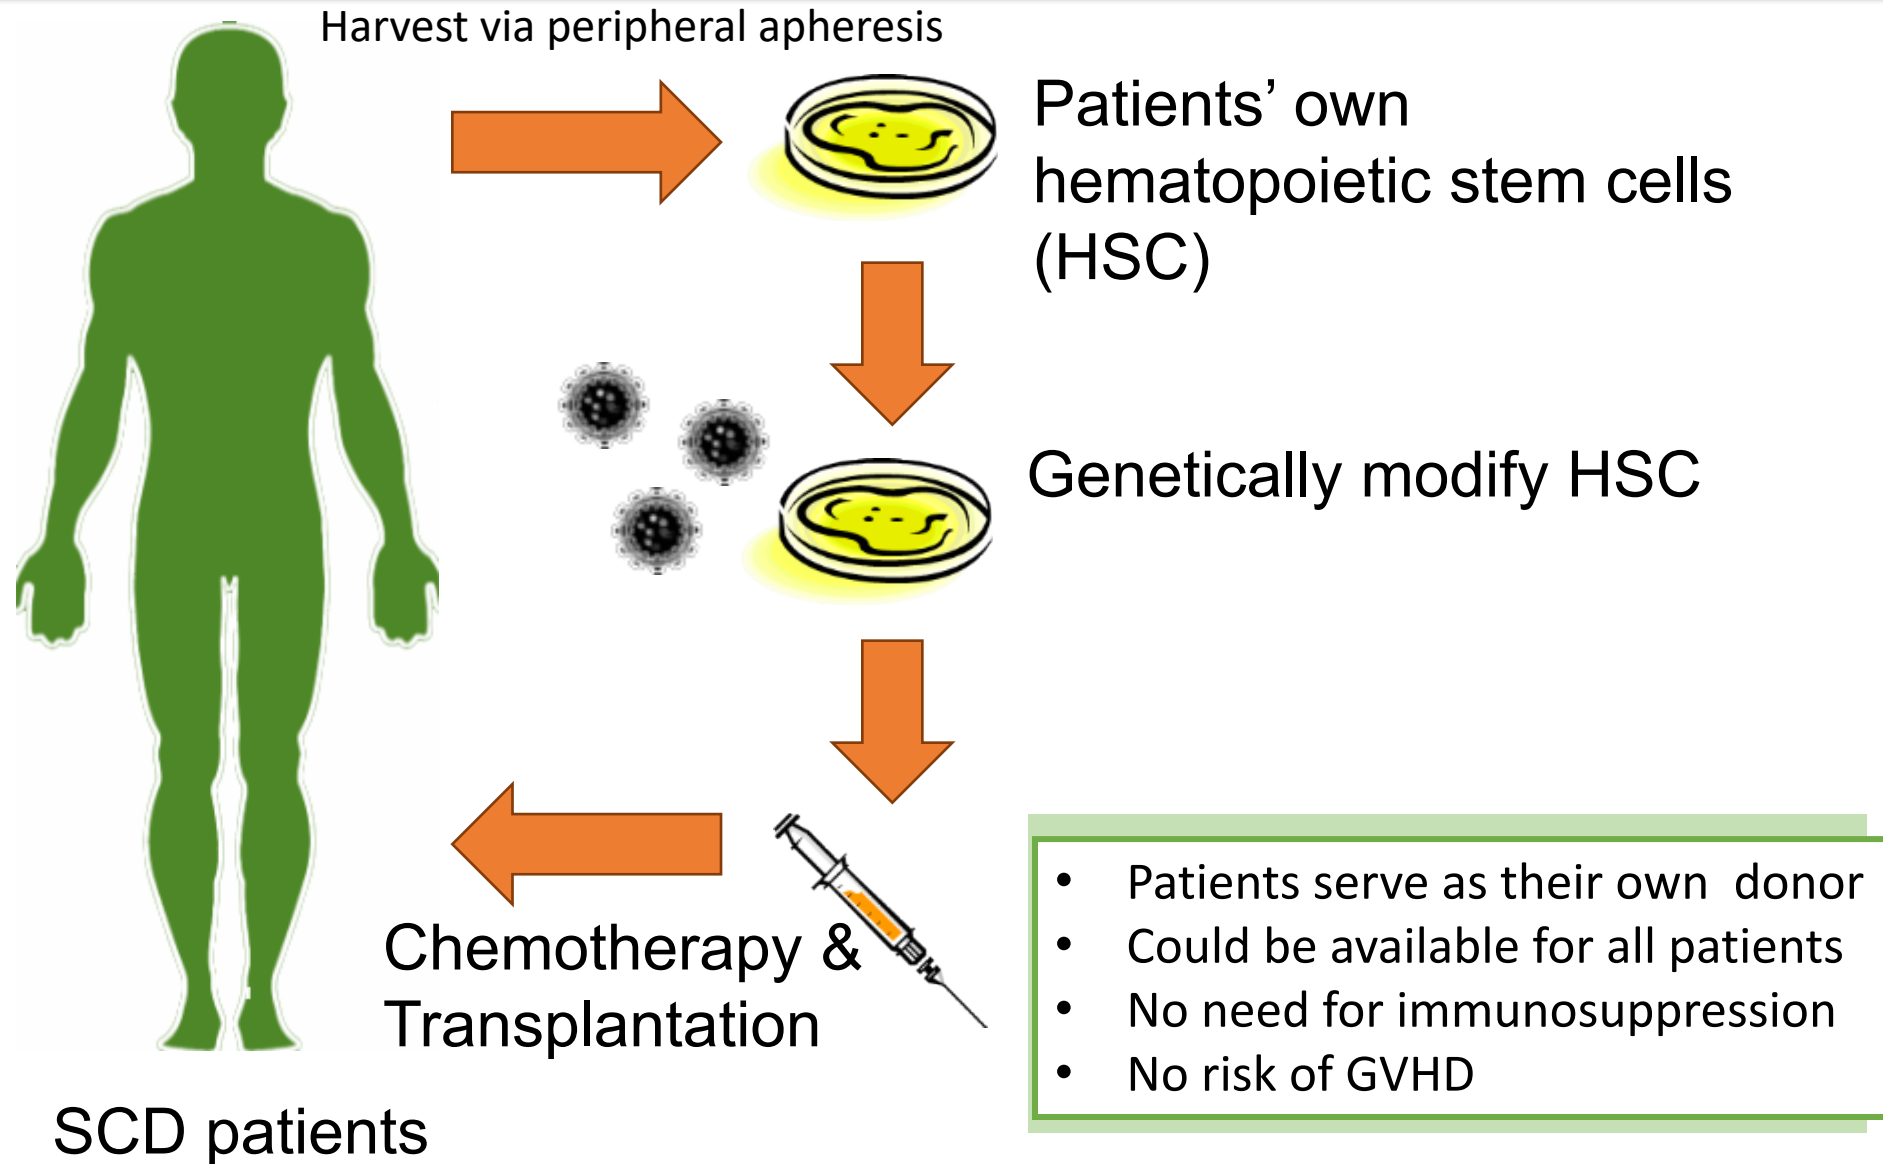 Harvest via peripheral apheresis
Patients’ own
hematopoietic stem cells
(HSC)
Genetically modify HSC
Chemotherapy &
Transplantation
• Patients serve as their own  donor
• Could be available for all patients
• No need for immunosuppression
• No risk of GVHD
SCD patients